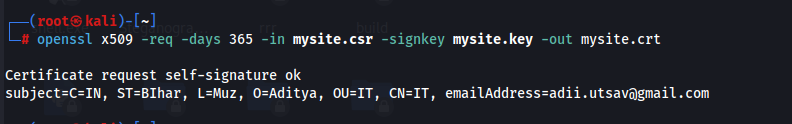 (root㉿kali)-[~]
# openssl x509 -req -days 365 -in mysite.csr -signkey mysite.key -out mysite.crt
Certificate request self-signature ok
subject=C=IN, ST=BIhar, L=Muz, O=Aditya, OU=IT, CN=IT, emailAddress=adii.utsav@gmail.com